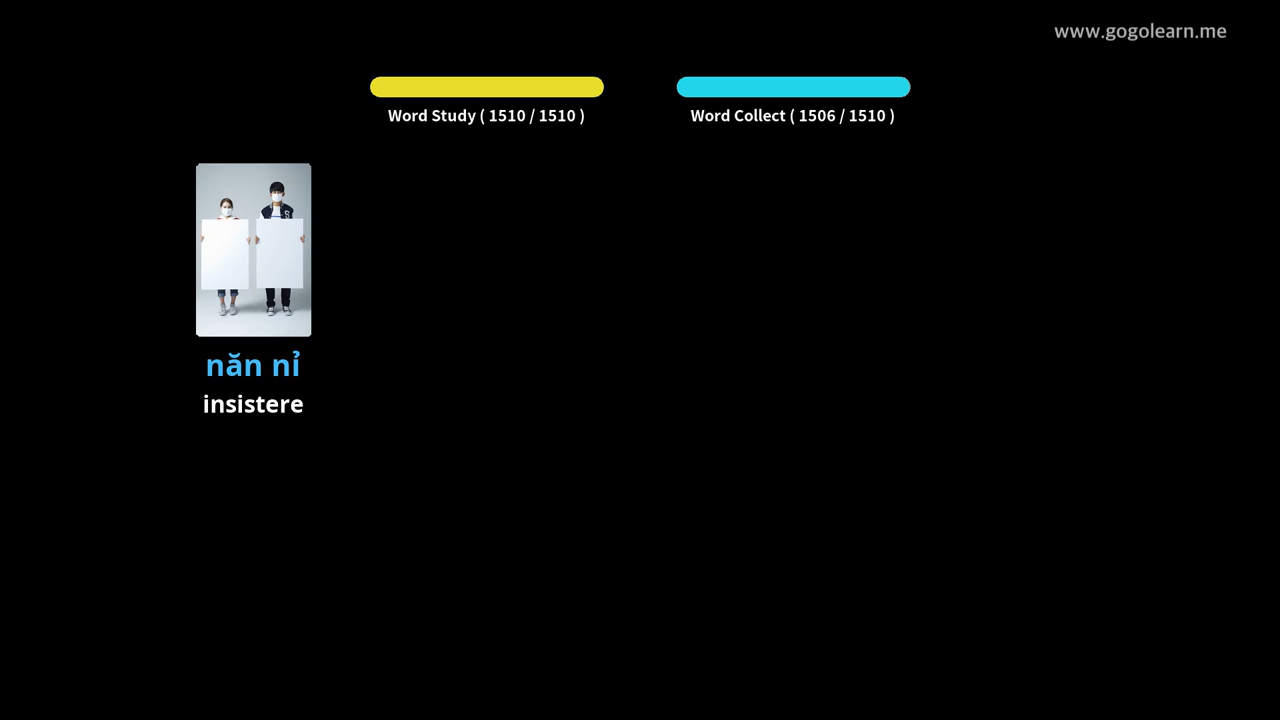 www.gogolearn.me
Word Study ( 1510 / 1510 )
Word Collect ( 1506 / 1510 )
năn nỉ
insistere